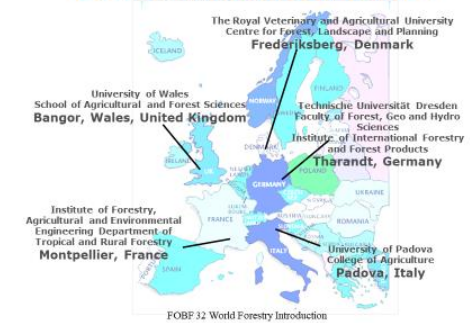 The Royal Veterinary and Agricultural University
Centre for Forest, Landscape and Planning
Frederiksberg, Denmark
ICELAND
University of Wales
School of Agricultural and Forest Sciences
Bangor, Wales, United Kingdom
NORWAY
FINLAND
Technische Universität Dresden
Faculty of Forest, Geo and Hydro
Sciences
Institute of International Forestry
and Forest Products
Tharandt, Germany
IRELAND
GERMANY
POLAND
UKRAINE
Institute of Forestry,
Agricultural and Environmental
Engineering Department of
Tropical and Rural Forestry
Montpellier, France
FRANCE
ROMANIA
ITALY
SPAIN
University of Padova
College of Agriculture
Padova, Italy
FOBF 32 World Forestry Introduction